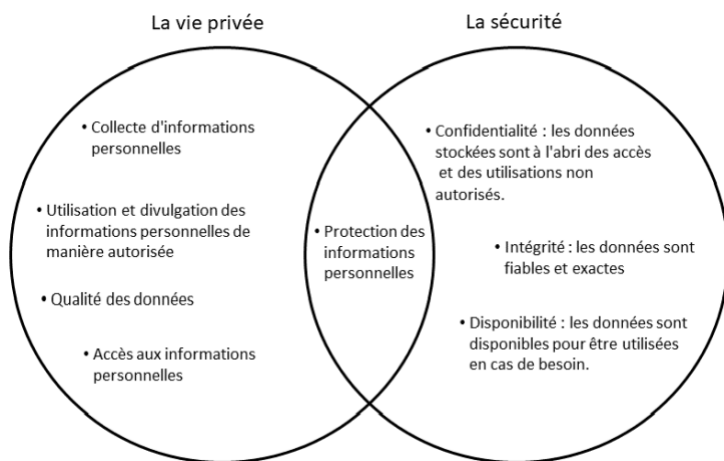 La vie privée
La sécurité
• Collecte d'informations
personnelles
• Utilisation et divulgation des
informations personnelles de
manière autorisée
• Qualité des données
• Accès aux informations
personnelles
• Protection des
informations
personnelles
• Confidentialité : les données
stockées sont à l'abri des accès
et des utilisations non
autorisés.
• Intégrité : les données sont
fiables et exactes
• Disponibilité : les données sont
disponibles pour être utilisées
en cas de besoin.